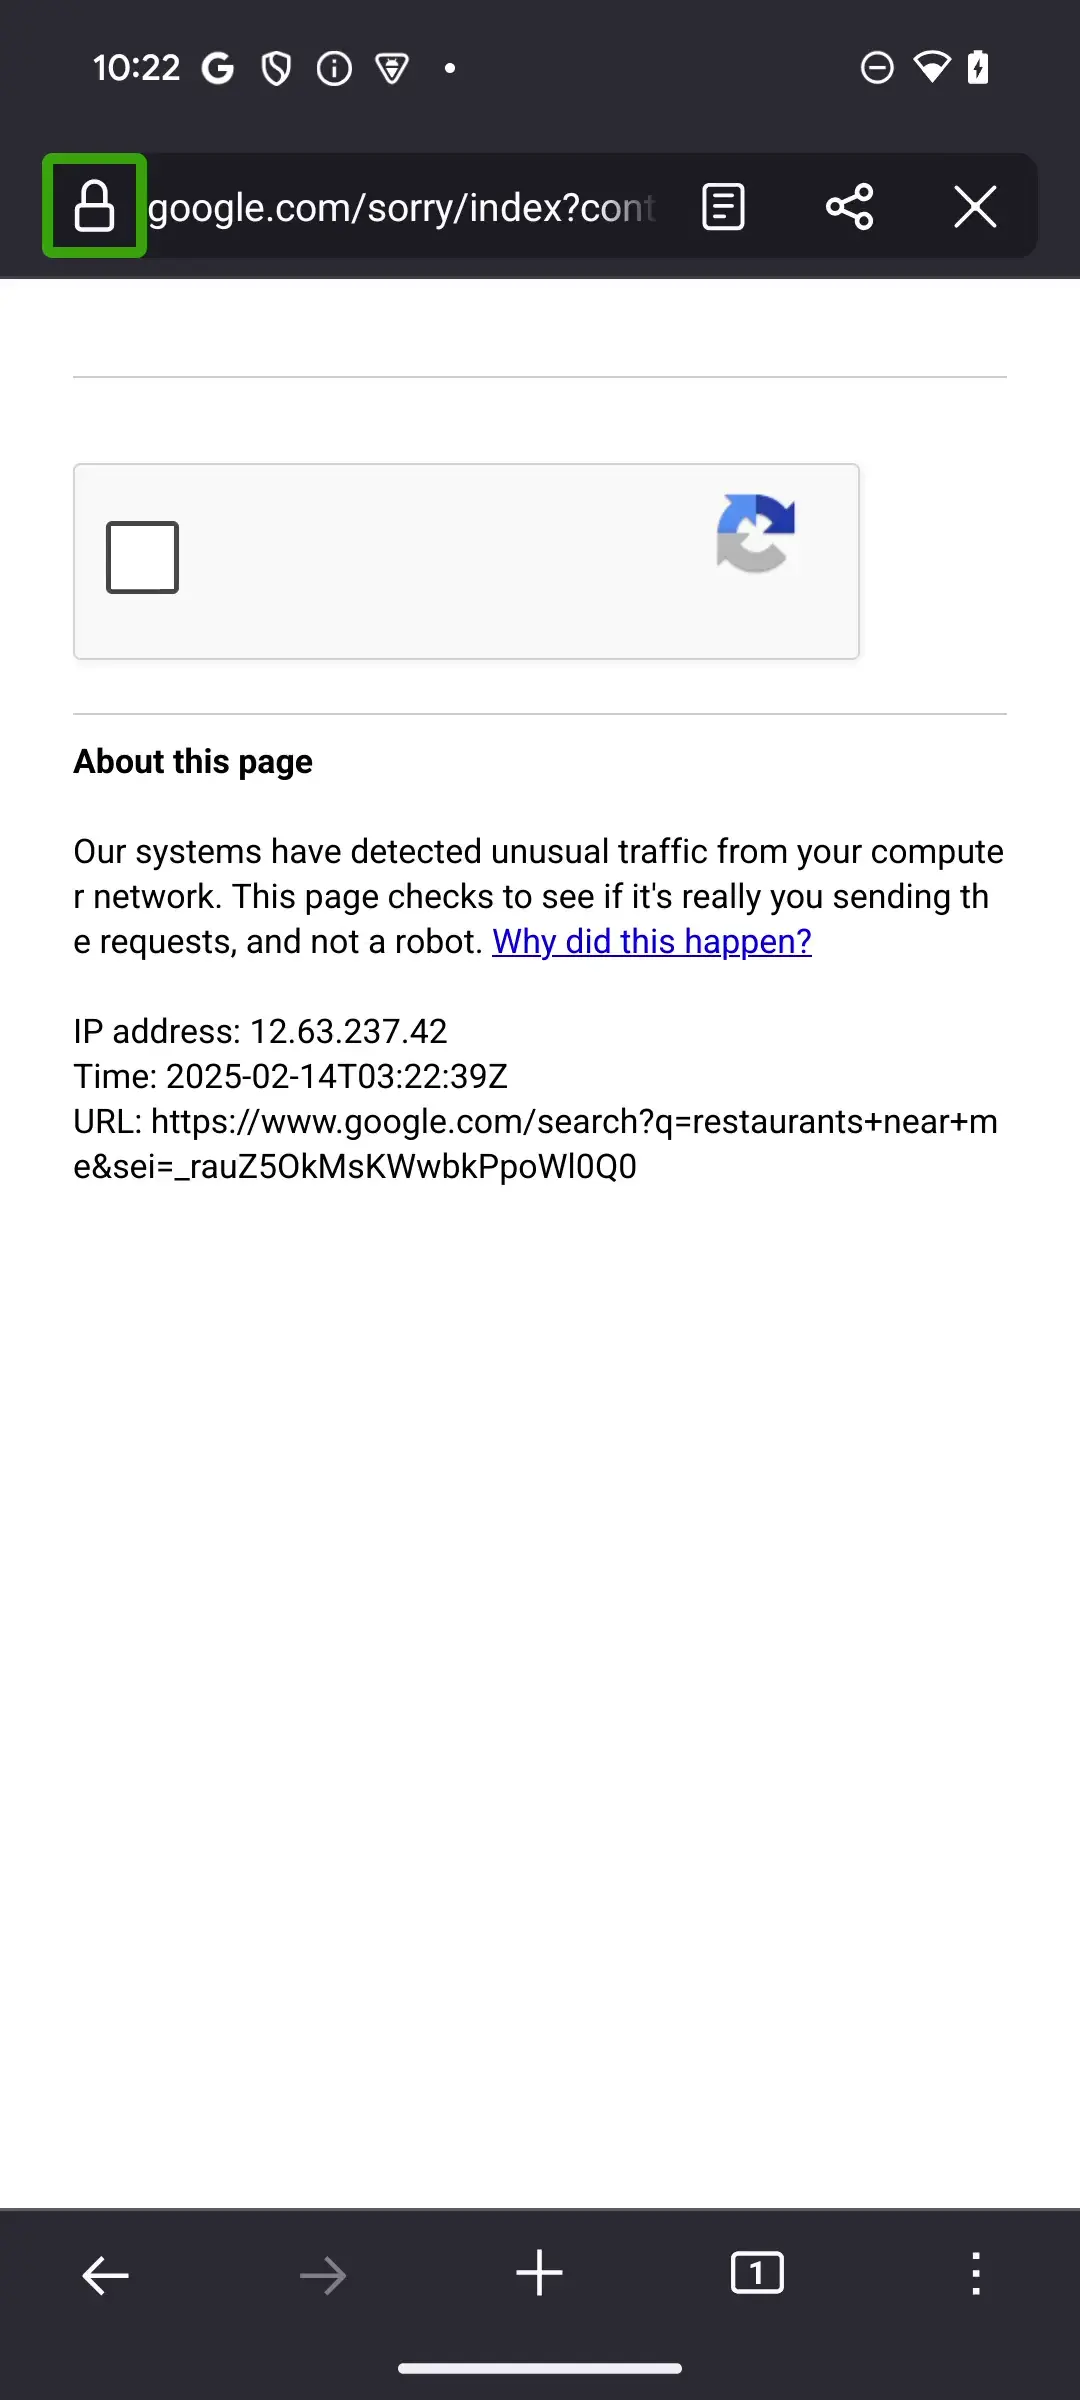 10:22
google.com/sorry/index?cont
About this page
Our systems have detected unusual traffic from your compute
r network. This page checks to see if it's really you sending th
e requests, and not a robot. Why did this happen?
IP address: 12.63.237.42
Time: 2025-02-14T03:22:39Z
URL: https://www.google.com/search?q=restaurants+near+m
e&sei=_rauZ5OkMsKWwbkPpoWl0Q0
1